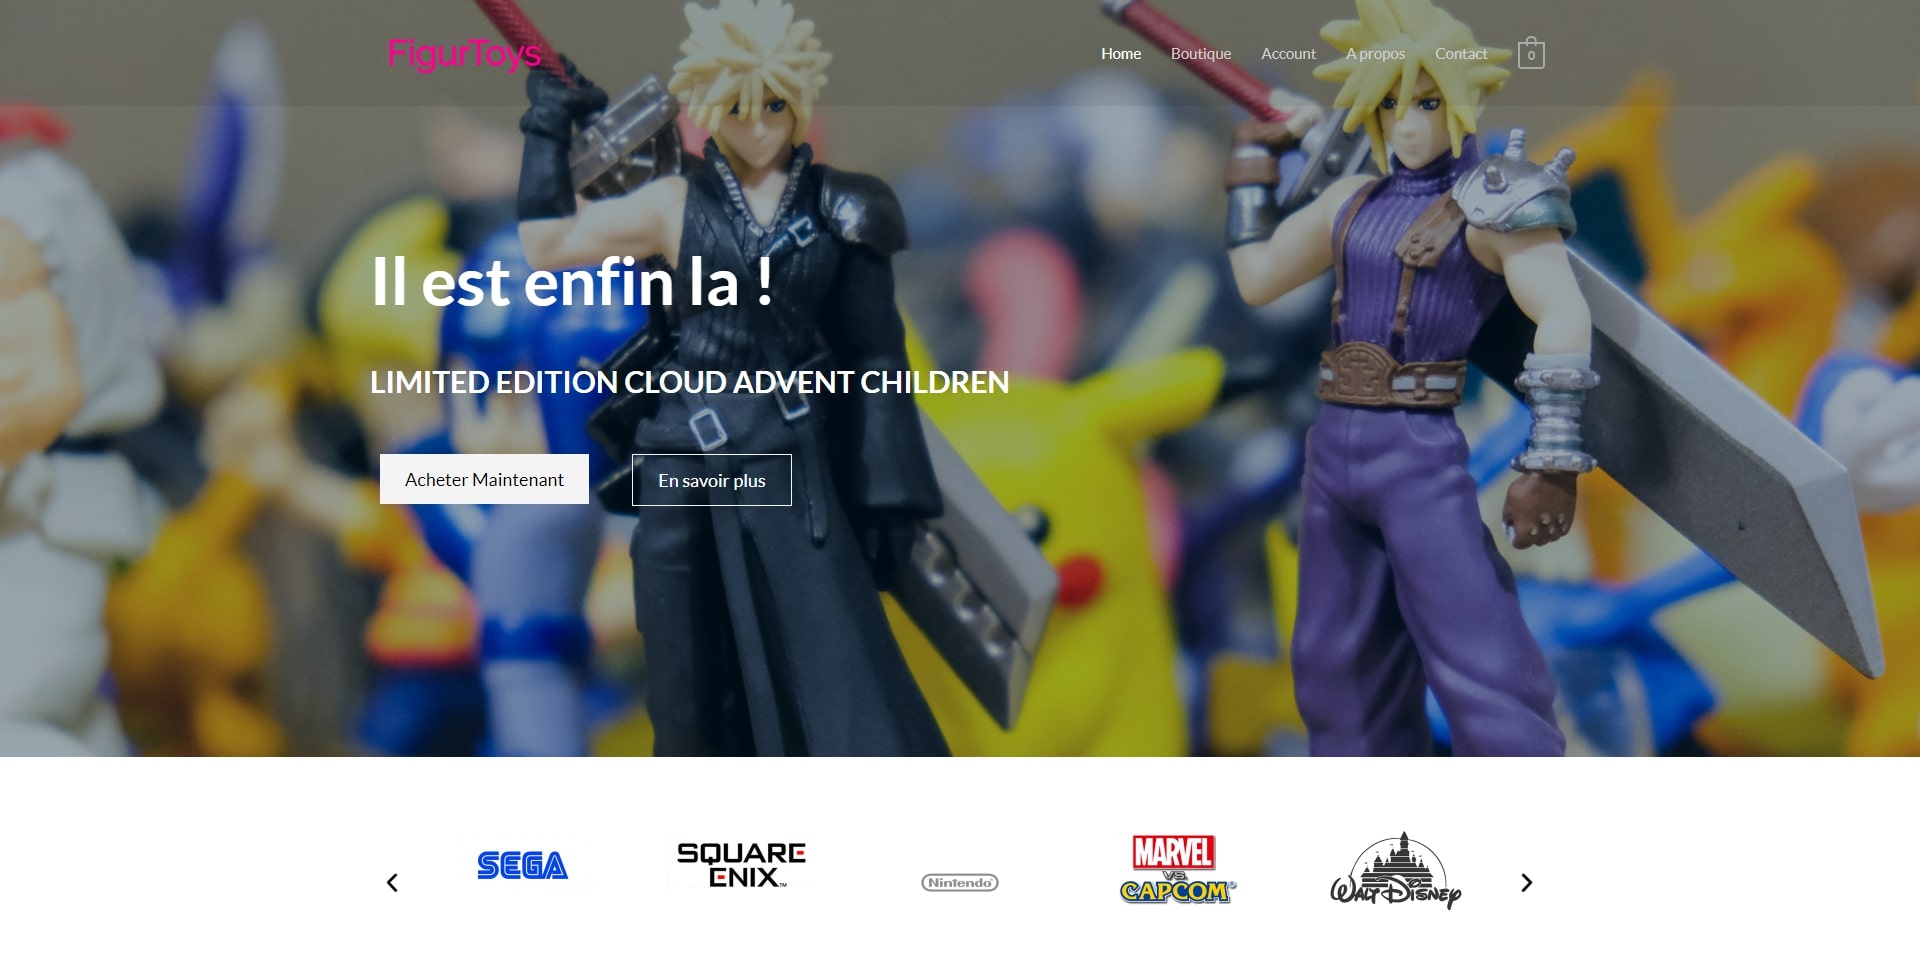 FigurToys
Home Boutique Account A propos Contact 0
Il est enfin la !
LIMITED EDITION CLOUD ADVENT CHILDREN
Acheter Maintenant En savoir plus
SEGA
SQUARE
ENIX™
Nintendo®
MARVEL
VS.
CAPCOM®
WALT DISNEY